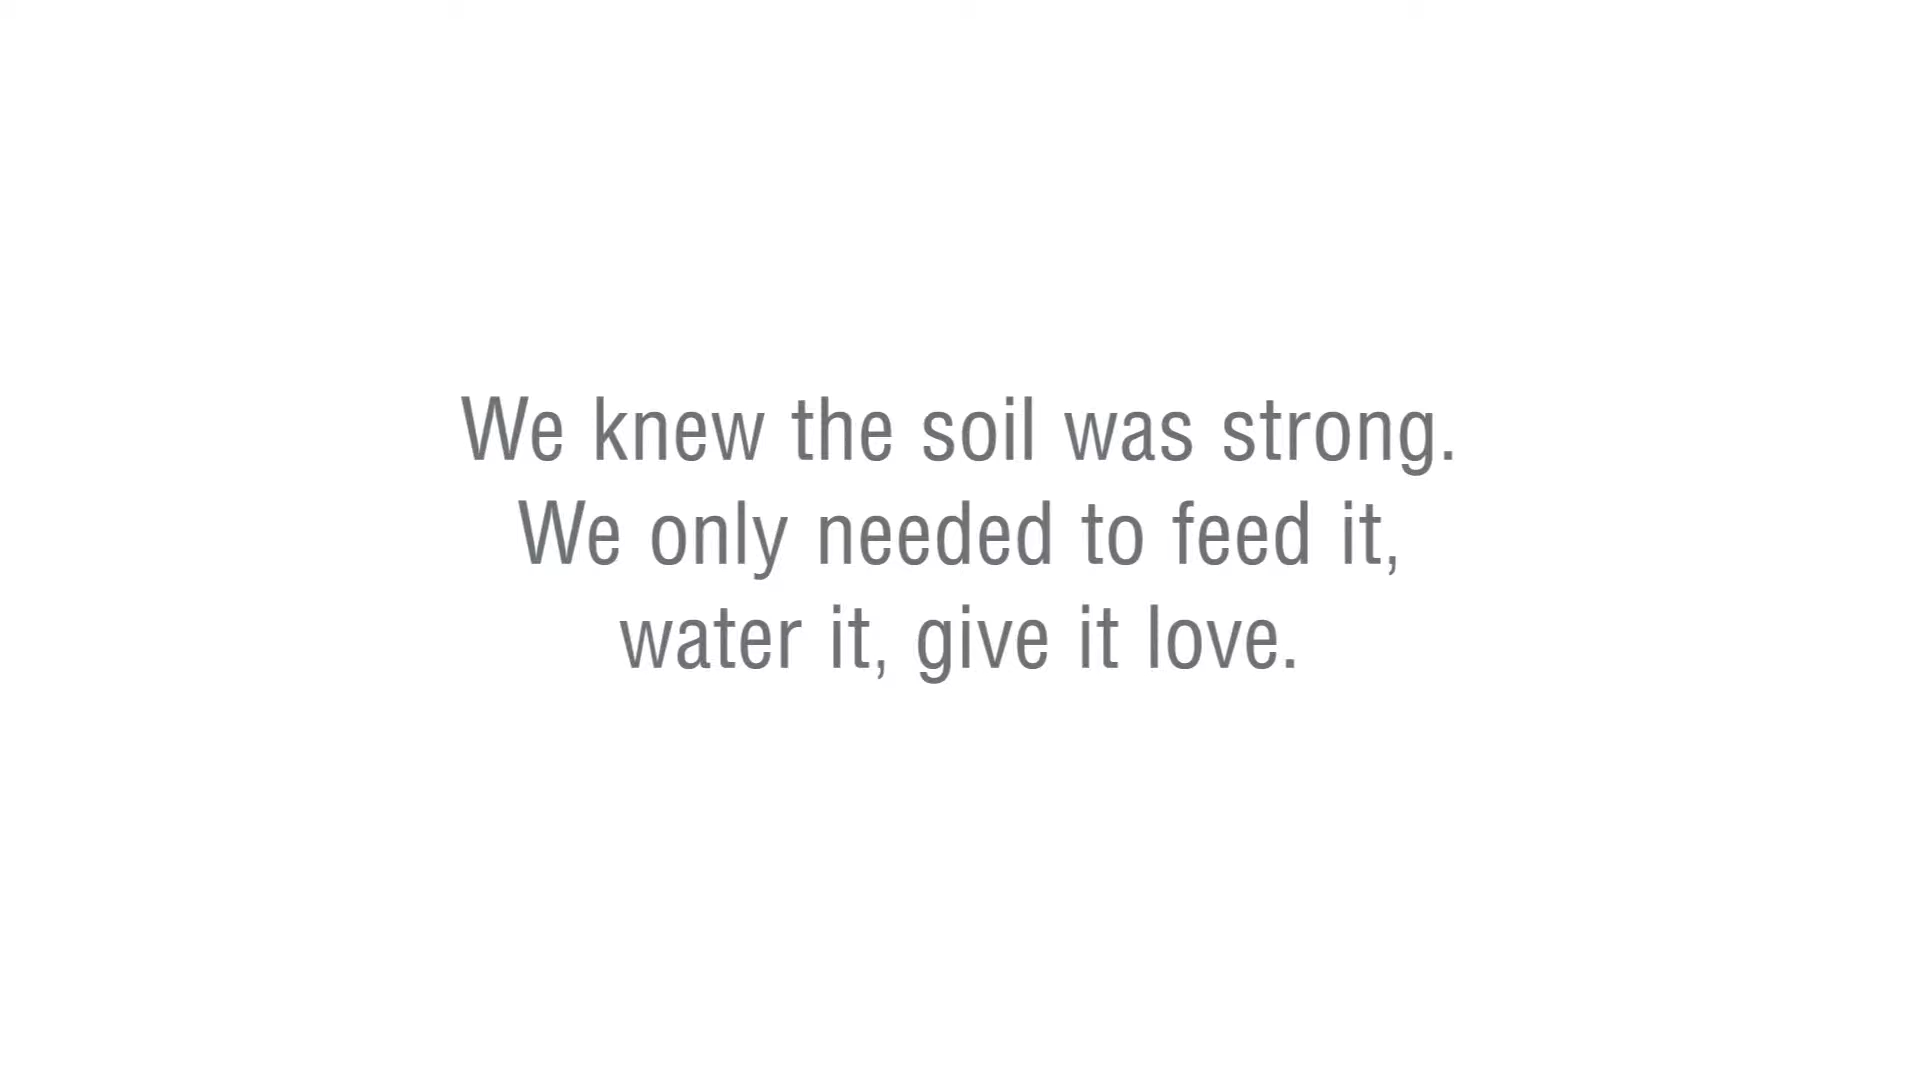 We knew the soil was strong.
We only needed to feed it,
water it, give it love.